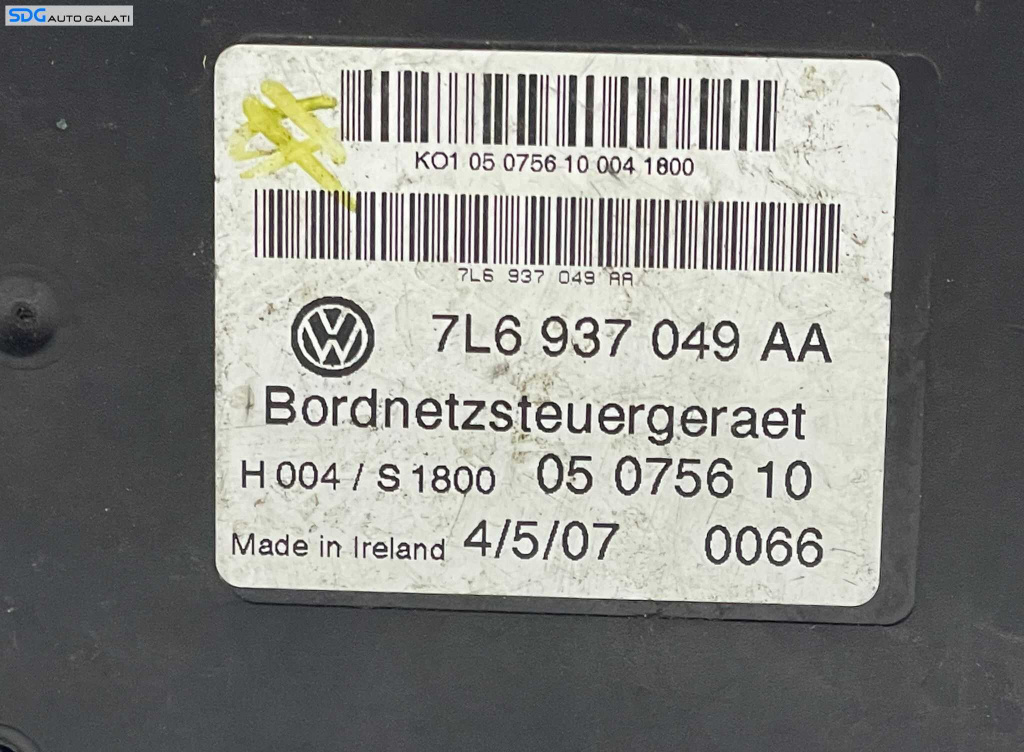 SDG AUTO GALATI
KO1 05 0756 10 004 1800
7L6 937 049 AA
7L6 937 049 AA
Bordnetzsteuergeraet
H 004 / S 1800 05 0756 10
Made in Ireland 4/5/07 0066